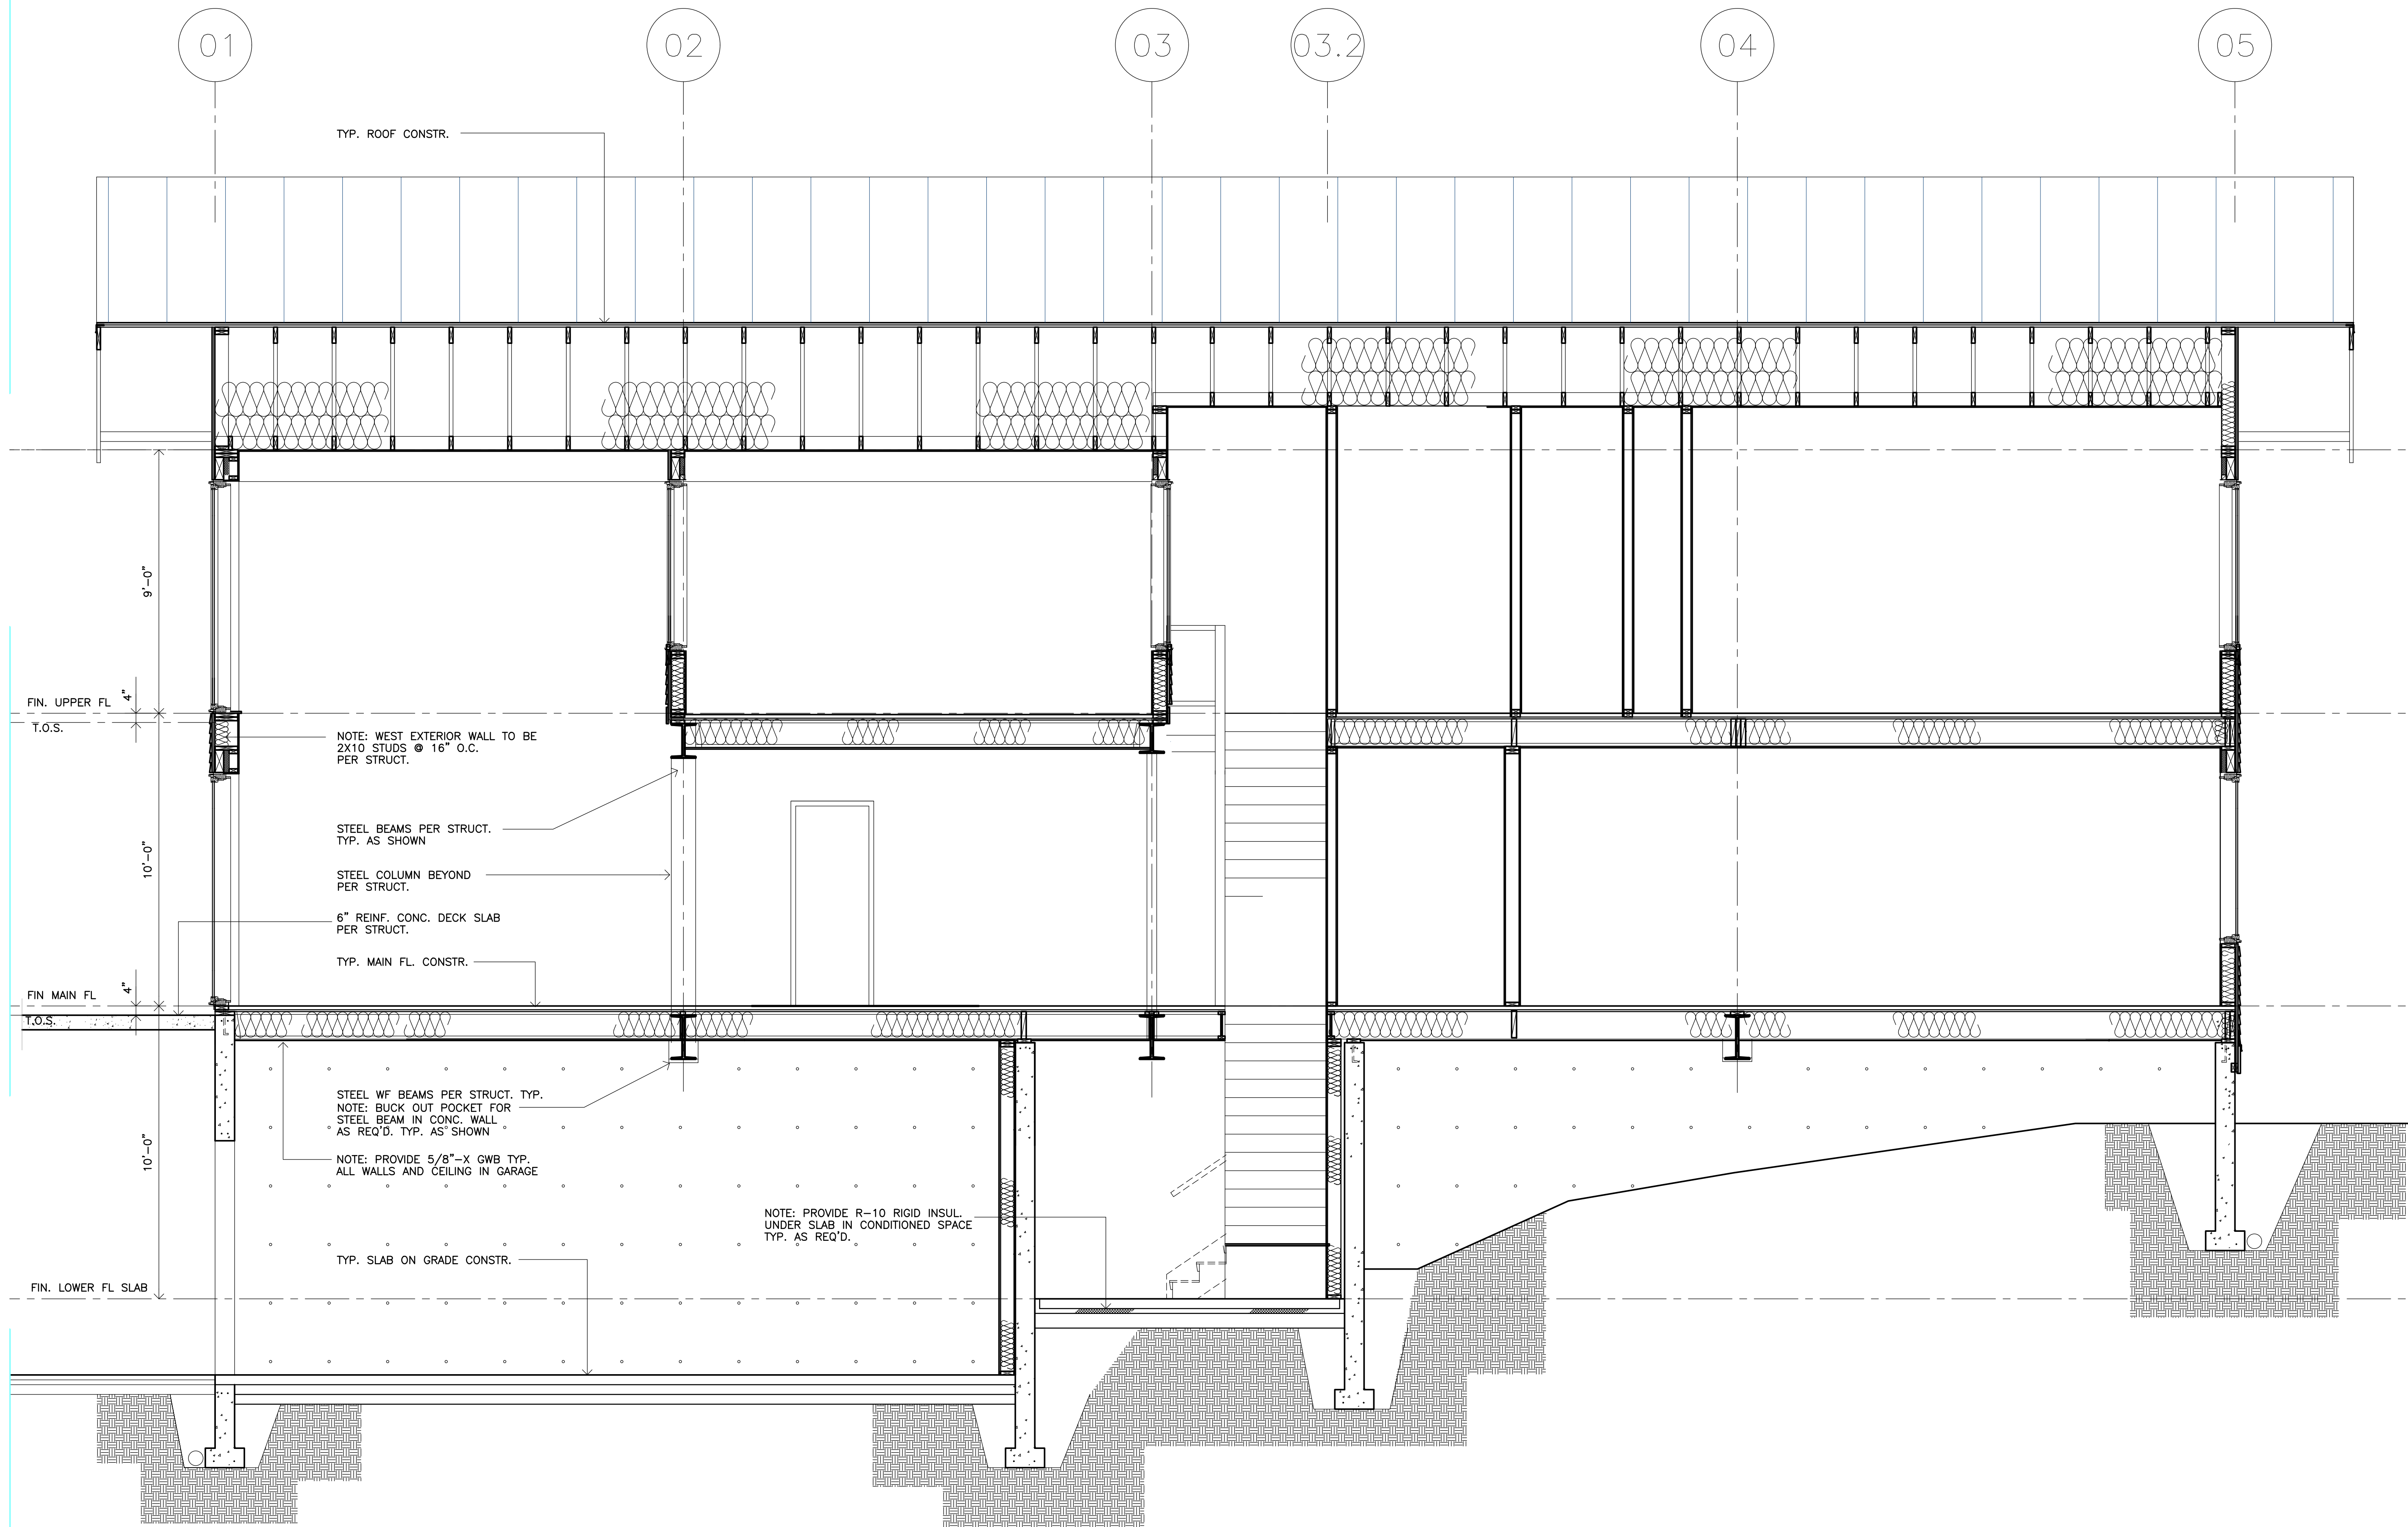 01
02
03
03.2
04
05
TYP. ROOF CONSTR.
9'-0"
FIN. UPPER FL
4"
T.O.S.
NOTE: WEST EXTERIOR WALL TO BE
2X10 STUDS @ 16" O.C.
PER STRUCT.
STEEL BEAMS PER STRUCT.
TYP. AS SHOWN
10'-0"
STEEL COLUMN BEYOND
PER STRUCT.
6" REINF. CONC. DECK SLAB
PER STRUCT.
TYP. MAIN FL. CONSTR.
FIN MAIN FL
4"
T.O.S.
STEEL WF BEAMS PER STRUCT. TYP.
NOTE: BUCK OUT POCKET FOR
STEEL BEAM IN CONC. WALL
AS REQ'D. TYP. AS SHOWN
10'-0"
NOTE: PROVIDE 5/8"-X GWB TYP.
ALL WALLS AND CEILING IN GARAGE
NOTE: PROVIDE R-10 RIGID INSUL.
UNDER SLAB IN CONDITIONED SPACE
TYP. AS REQ'D.
TYP. SLAB ON GRADE CONSTR.
FIN. LOWER FL SLAB